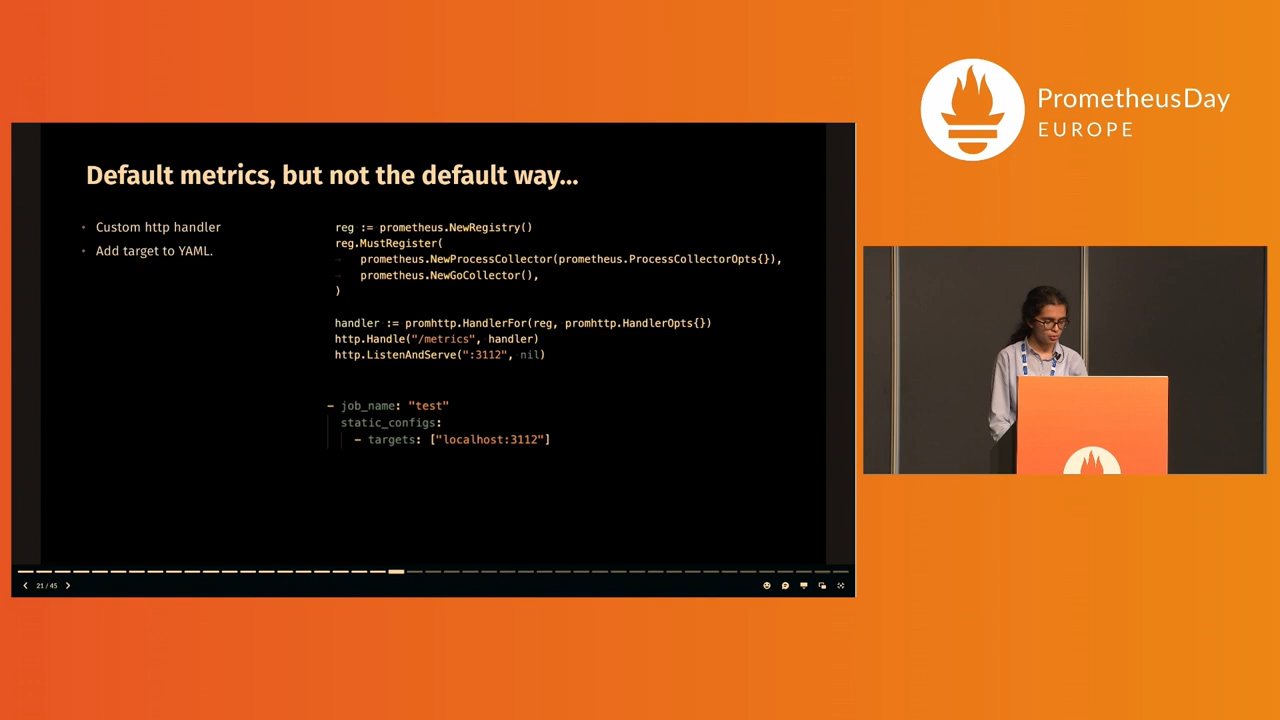 PrometheusDay
EUROPE
Default metrics, but not the default way...
• Custom http handler
• Add target to YAML.
reg := prometheus.NewRegistry()
reg.MustRegister(
prometheus.NewProcessCollector(prometheus.ProcessCollectorOpts{}),
prometheus.NewGoCollector(),
)
handler := promhttp.HandlerFor(reg, promhttp.HandlerOpts{})
http.Handle("/metrics", handler)
http.ListenAndServe(":3112", nil)
- job_name: "test"
static_configs:
- targets: ["localhost:3112"]
21 / 45